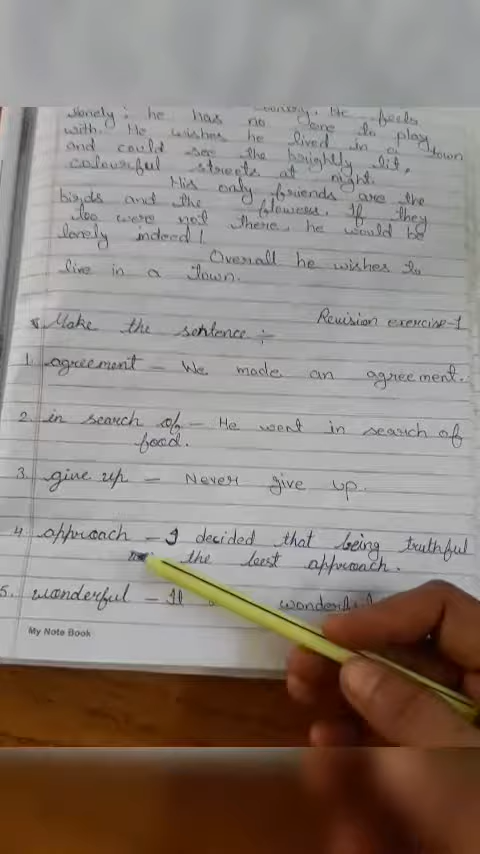 lonely; he has no one to play
with. He wishes he lived in a town
and could see the brightly lit,
colourful streets at night.
His only friends are the
birds and the flowers. If they
too were not there, he would be
lonely indeed!
Overall he wishes to
live in a town.
Revision exercise-1
Make the sentence :-
1. agreement - We made an agreement.
2. in search of - He went in search of
food.
3. give up - Never give up.
4. approach - I decided that being truthful
the best approach.
5. wonderful - It wonderful
My Note Book